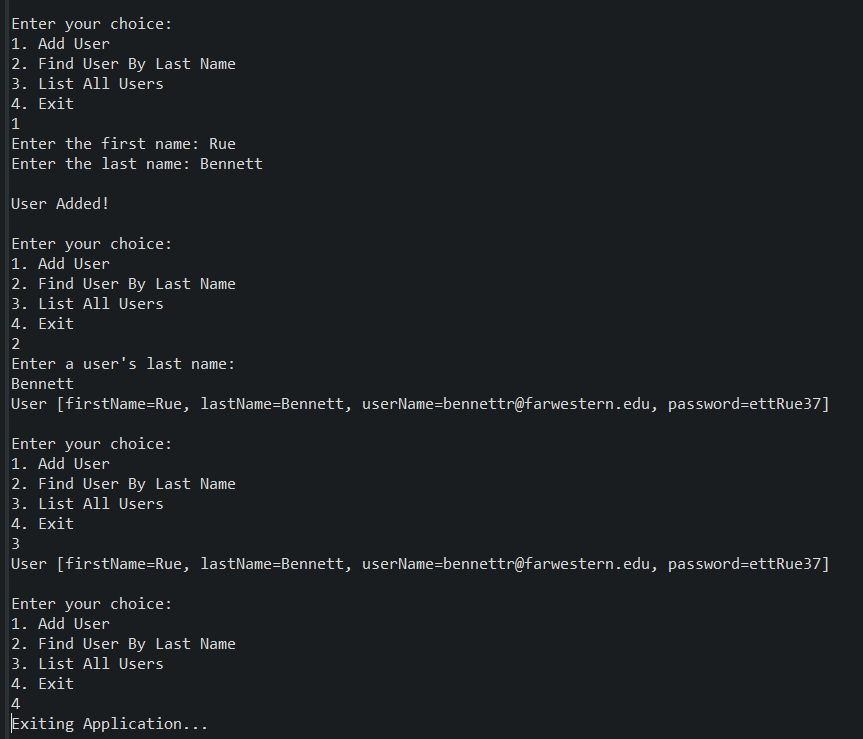 Enter your choice:
1. Add User
2. Find User By Last Name
3. List All Users
4. Exit
1
Enter the first name: Rue
Enter the last name: Bennett
User Added!
Enter your choice:
1. Add User
2. Find User By Last Name
3. List All Users
4. Exit
2
Enter a user's last name:
Bennett
User [firstName=Rue, lastName=Bennett, userName=bennettr@farwestern.edu, password=ettRue37]
Enter your choice:
1. Add User
2. Find User By Last Name
3. List All Users
4. Exit
3
User [firstName=Rue, lastName=Bennett, userName=bennettr@farwestern.edu, password=ettRue37]
Enter your choice:
1. Add User
2. Find User By Last Name
3. List All Users
4. Exit
4
Exiting Application...